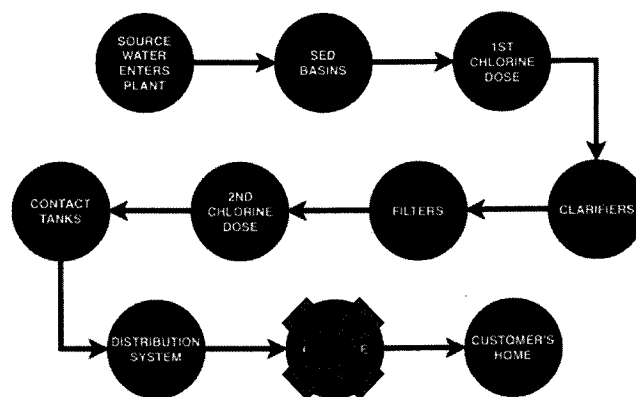 SOURCE
WATER
ENTERS
PLANT
SED
BASINS
1ST
CHLORINE
DOSE
CLARIFIERS
FILTERS
2ND
CHLORINE
DOSE
CONTACT
TANKS
DISTRIBUTION
SYSTEM
CUSTOMER'S
HOME